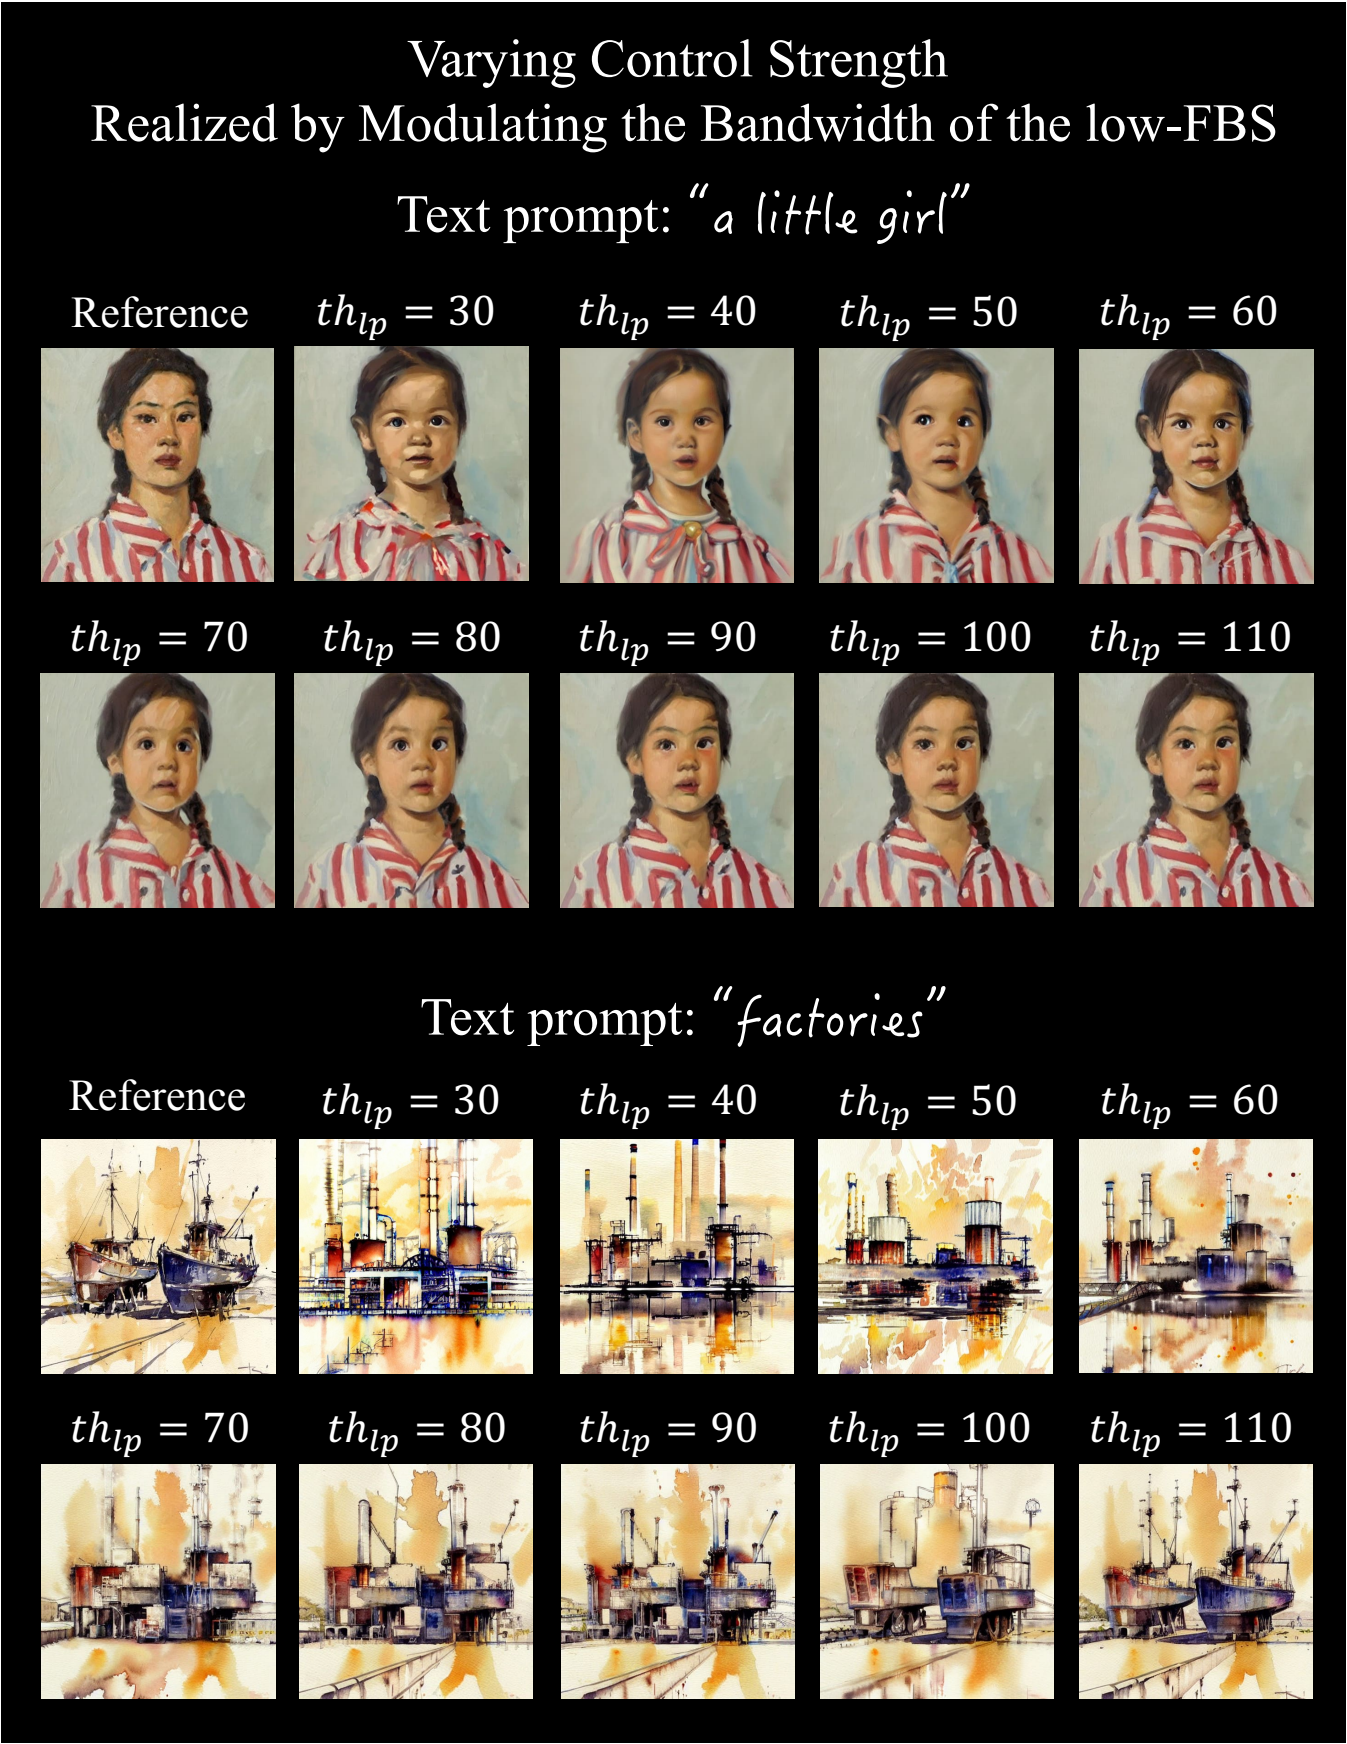 Varying Control Strength
Realized by Modulating the Bandwidth of the low-FBS
Text prompt: “a little girl”
Reference th_lp = 30 th_lp = 40 th_lp = 50 th_lp = 60
th_lp = 70 th_lp = 80 th_lp = 90 th_lp = 100 th_lp = 110
Text prompt: “factories”
Reference th_lp = 30 th_lp = 40 th_lp = 50 th_lp = 60
th_lp = 70 th_lp = 80 th_lp = 90 th_lp = 100 th_lp = 110